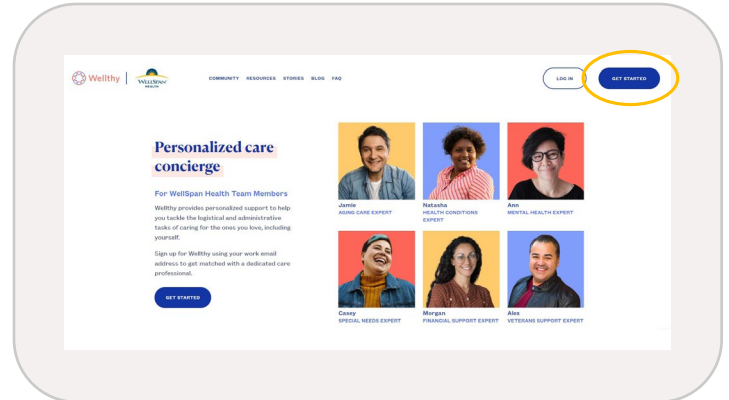 Wellthy
WELLSPAN
HEALTH
COMMUNITY RESOURCES STORIES BLOG FAQ
LOG IN
GET STARTED
Personalized care
concierge
For WellSpan Health Team Members
Wellthy provides personalized support to help
you tackle the logistical and administrative
tasks of caring for the ones you love, including
yourself.
Sign up for Wellthy using your work email
address to get matched with a dedicated care
professional.
GET STARTED
Jamie
AGING CARE EXPERT
Natasha
HEALTH CONDITIONS
EXPERT
Ann
MENTAL HEALTH EXPERT
Casey
SPECIAL NEEDS EXPERT
Morgan
FINANCIAL SUPPORT EXPERT
Alex
VETERANS SUPPORT EXPERT